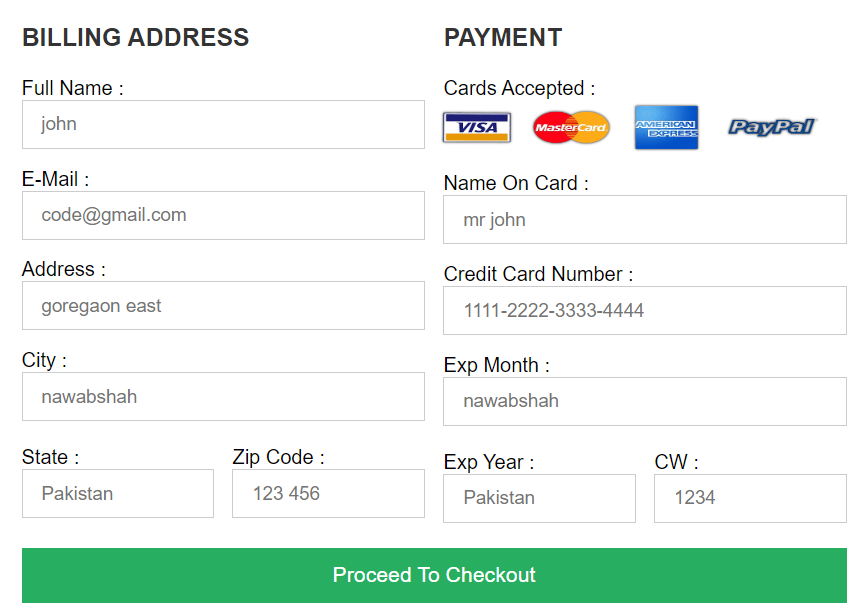 BILLING ADDRESS
Full Name :
john
E-Mail :
code@gmail.com
Address :
goregaon east
City :
nawabshah
State :
Pakistan
Zip Code :
123 456
PAYMENT
Cards Accepted :
VISA MasterCard AMERICAN EXPRESS PayPal
Name On Card :
mr john
Credit Card Number :
1111-2222-3333-4444
Exp Month :
nawabshah
Exp Year :
Pakistan
CW :
1234
Proceed To Checkout